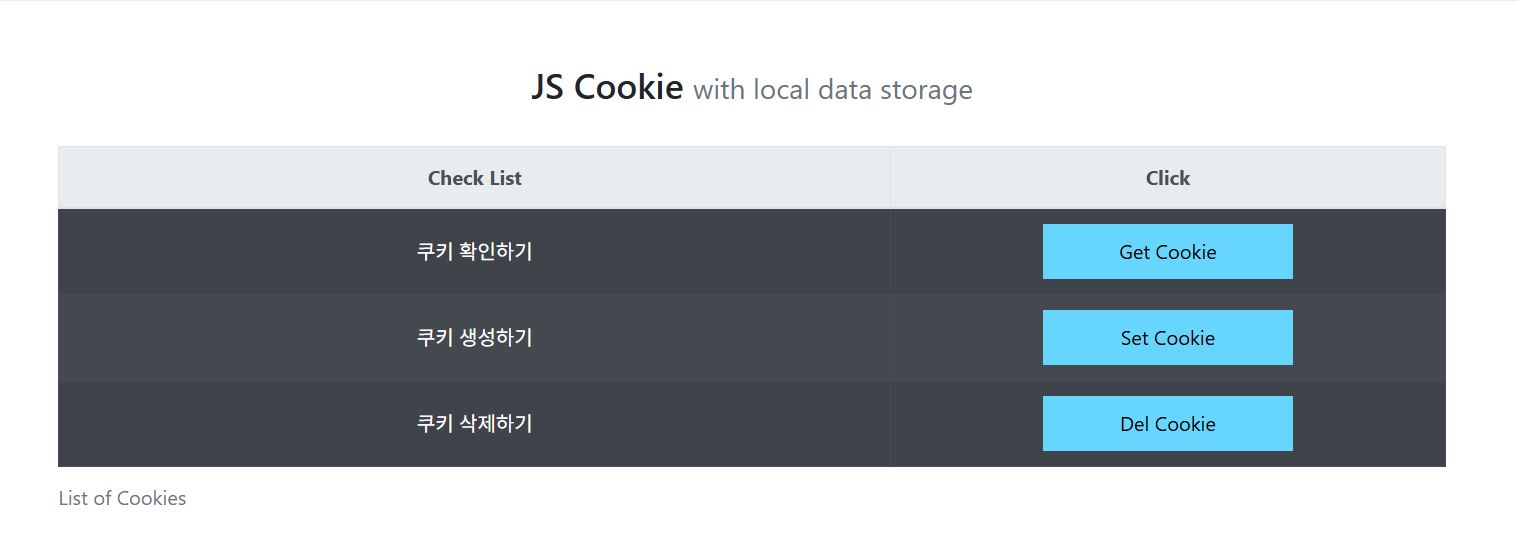 JS Cookie with local data storage
Check List Click
쿠키 확인하기 Get Cookie
쿠키 생성하기 Set Cookie
쿠키 삭제하기 Del Cookie
List of Cookies